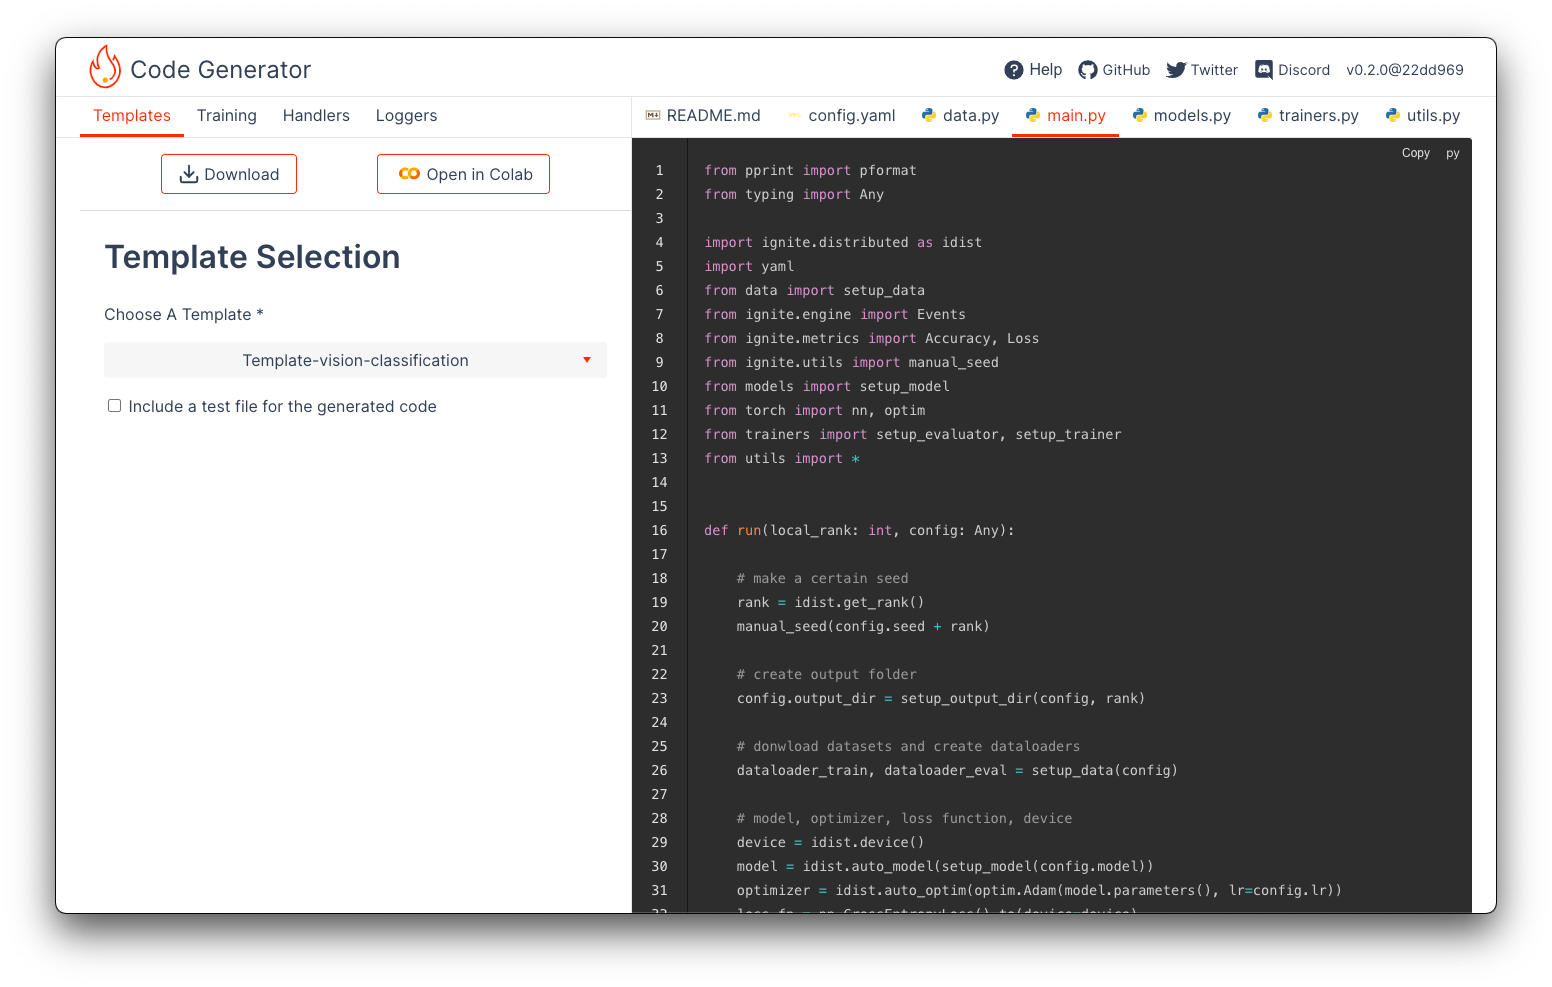 Code Generator
Help GitHub Twitter Discord v0.2.0@22dd969
Templates Training Handlers Loggers
README.md config.yaml data.py main.py models.py trainers.py utils.py
Download
Open in Colab
Template Selection
Choose A Template *
Template-vision-classification
Include a test file for the generated code
Copy py
1 from pprint import pformat
2 from typing import Any
3
4 import ignite.distributed as idist
5 import yaml
6 from data import setup_data
7 from ignite.engine import Events
8 from ignite.metrics import Accuracy, Loss
9 from ignite.utils import manual_seed
10 from models import setup_model
11 from torch import nn, optim
12 from trainers import setup_evaluator, setup_trainer
13 from utils import *
14
15
16 def run(local_rank: int, config: Any):
17
18 # make a certain seed
19 rank = idist.get_rank()
20 manual_seed(config.seed + rank)
21
22 # create output folder
23 config.output_dir = setup_output_dir(config, rank)
24
25 # donwload datasets and create dataloaders
26 dataloader_train, dataloader_eval = setup_data(config)
27
28 # model, optimizer, loss function, device
29 device = idist.device()
30 model = idist.auto_model(setup_model(config.model))
31 optimizer = idist.auto_optim(optim.Adam(model.parameters(), lr=config.lr))
32 loss_fn = nn.CrossEntropyLoss().to(device=device)